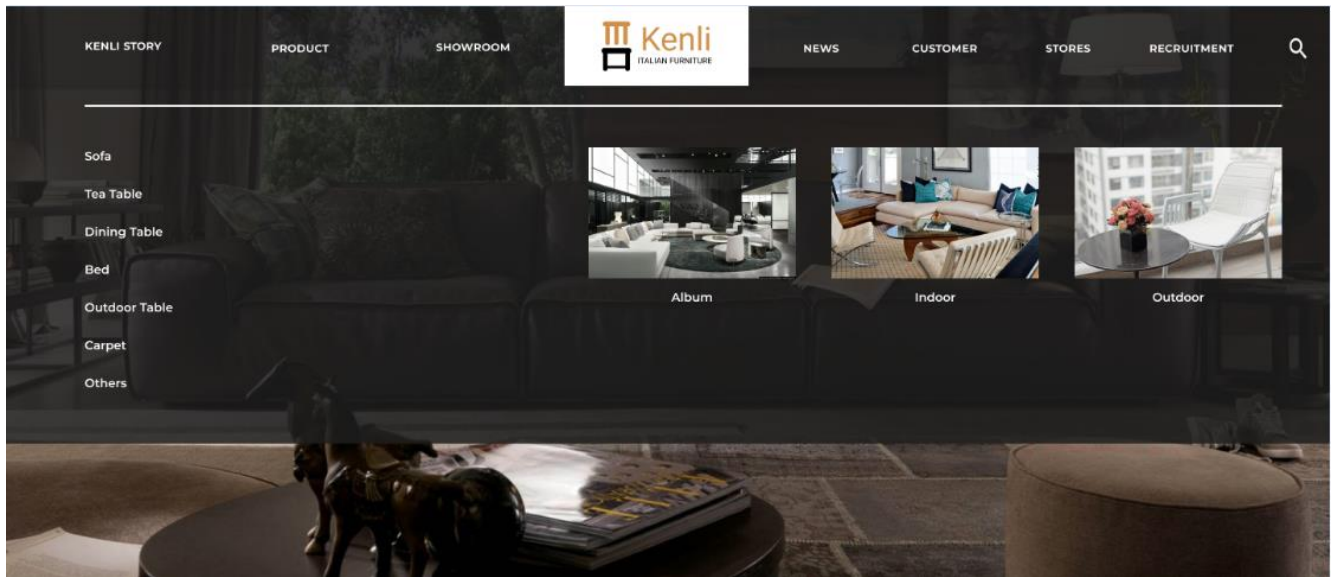 KENLI STORY
PRODUCT
SHOWROOM
Kenli
ITALIAN FURNITURE
NEWS
CUSTOMER
STORES
RECRUITMENT
Sofa
Tea Table
Dining Table
Bed
Outdoor Table
Carpet
Others
Album
Indoor
Outdoor